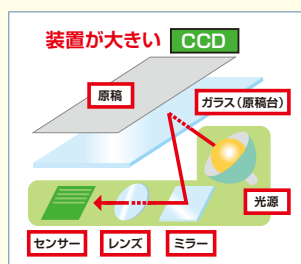 装置が大きい CCD
原稿
ガラス(原稿台)
光源
センサー レンズ ミラー